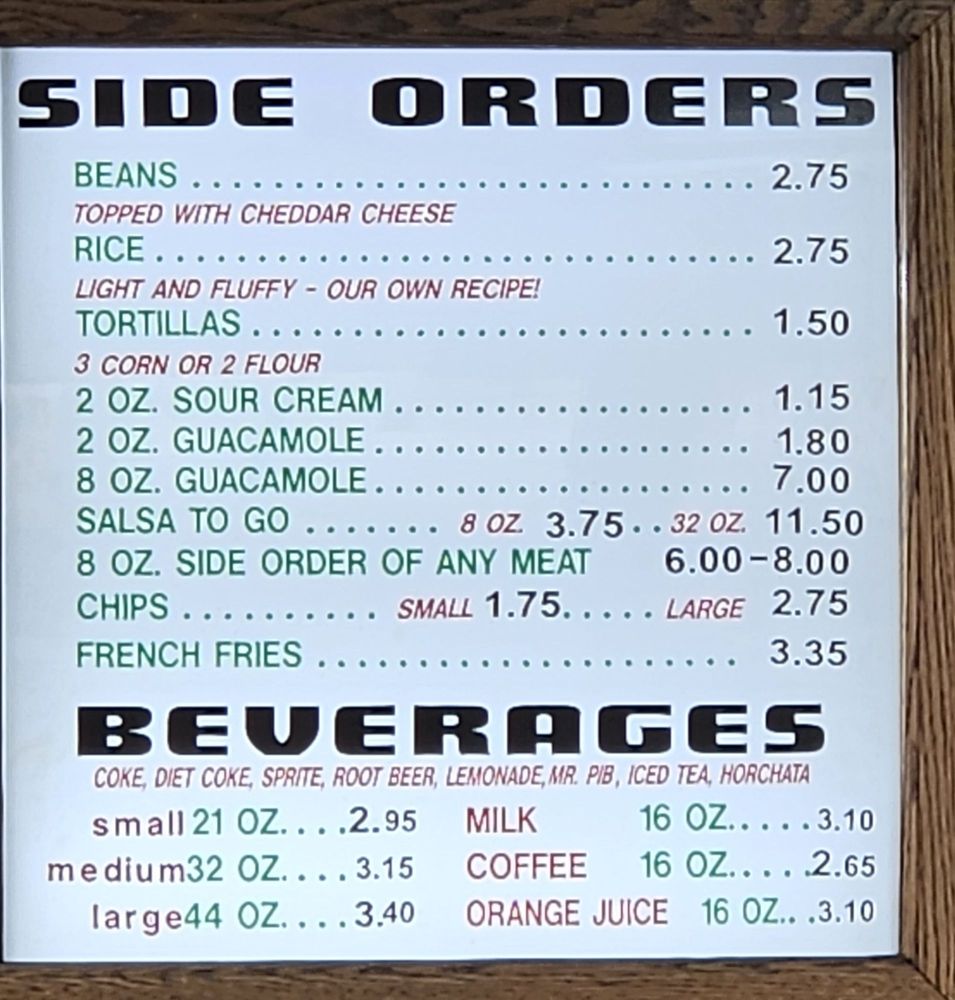 SIDE ORDERS
BEANS ............................ 2.75
TOPPED WITH CHEDDAR CHEESE
RICE .............................. 2.75
LIGHT AND FLUFFY - OUR OWN RECIPE!
TORTILLAS ......................... 1.50
3 CORN OR 2 FLOUR
2 OZ. SOUR CREAM .................. 1.15
2 OZ. GUACAMOLE ................... 1.80
8 OZ. GUACAMOLE ................... 7.00
SALSA TO GO ....... 8 OZ. 3.75 .. 32 OZ. 11.50
8 OZ. SIDE ORDER OF ANY MEAT 6.00-8.00
CHIPS .......... SMALL 1.75..... LARGE 2.75
FRENCH FRIES ..................... 3.35
BEVERAGES
COKE, DIET COKE, SPRITE, ROOT BEER, LEMONADE, MR. PIB, ICED TEA, HORCHATA
small 21 OZ....2.95 MILK 16 OZ.....3.10
medium 32 OZ....3.15 COFFEE 16 OZ.....2.65
large 44 OZ....3.40 ORANGE JUICE 16 OZ...3.10